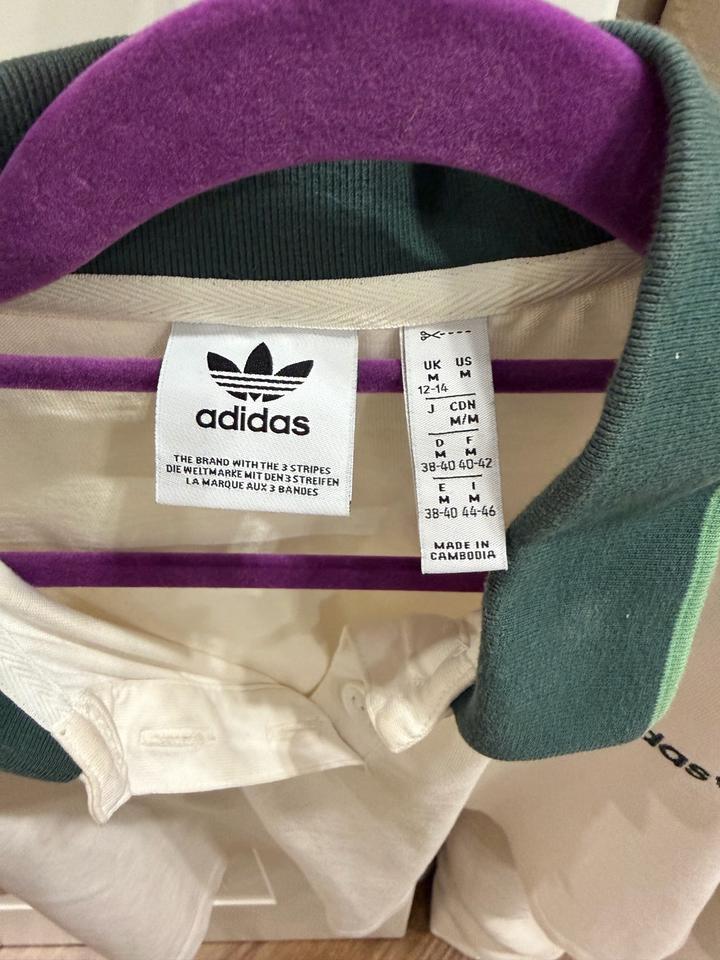 adidas
THE BRAND WITH THE 3 STRIPES
DIE WELTMARKE MIT DEN 3 STREIFEN
LA MARQUE AUX 3 BANDES
UK US
M M
12-14
J CDN
M/M
D F
M M
38-40 40-42
E I
M M
38-40 44-46
MADE IN
CAMBODIA